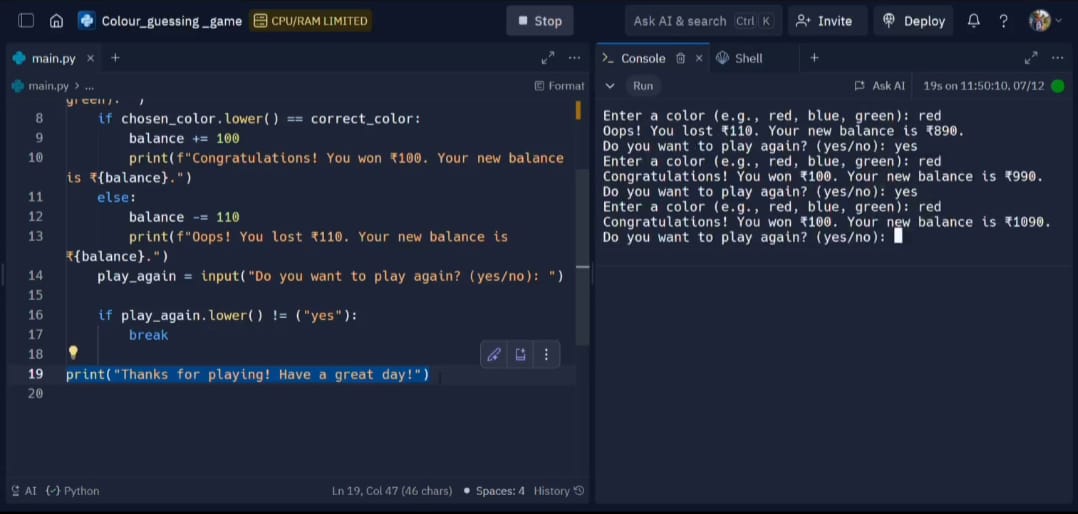 Colour_guessing _game
CPU/RAM LIMITED
Stop
Ask AI & search Ctrl K
Invite
Deploy
main.py × +
main.py > ...
Format
green): ")
8 if chosen_color.lower() == correct_color:
9 balance += 100
10 print(f"Congratulations! You won ₹100. Your new balance
is ₹{balance}.")
11 else:
12 balance -= 110
13 print(f"Oops! You lost ₹110. Your new balance is
₹{balance}.")
14 play_again = input("Do you want to play again? (yes/no): ")
15
16 if play_again.lower() != ("yes"):
17 break
18
19 print("Thanks for playing! Have a great day!")
20
AI {} Python
Ln 19, Col 47 (46 chars) • Spaces: 4 History
>_ Console × Shell +
Run
Ask AI
19s on 11:50:10, 07/12
Enter a color (e.g., red, blue, green): red
Oops! You lost ₹110. Your new balance is ₹890.
Do you want to play again? (yes/no): yes
Enter a color (e.g., red, blue, green): red
Congratulations! You won ₹100. Your new balance is ₹990.
Do you want to play again? (yes/no): yes
Enter a color (e.g., red, blue, green): red
Congratulations! You won ₹100. Your new balance is ₹1090.
Do you want to play again? (yes/no):